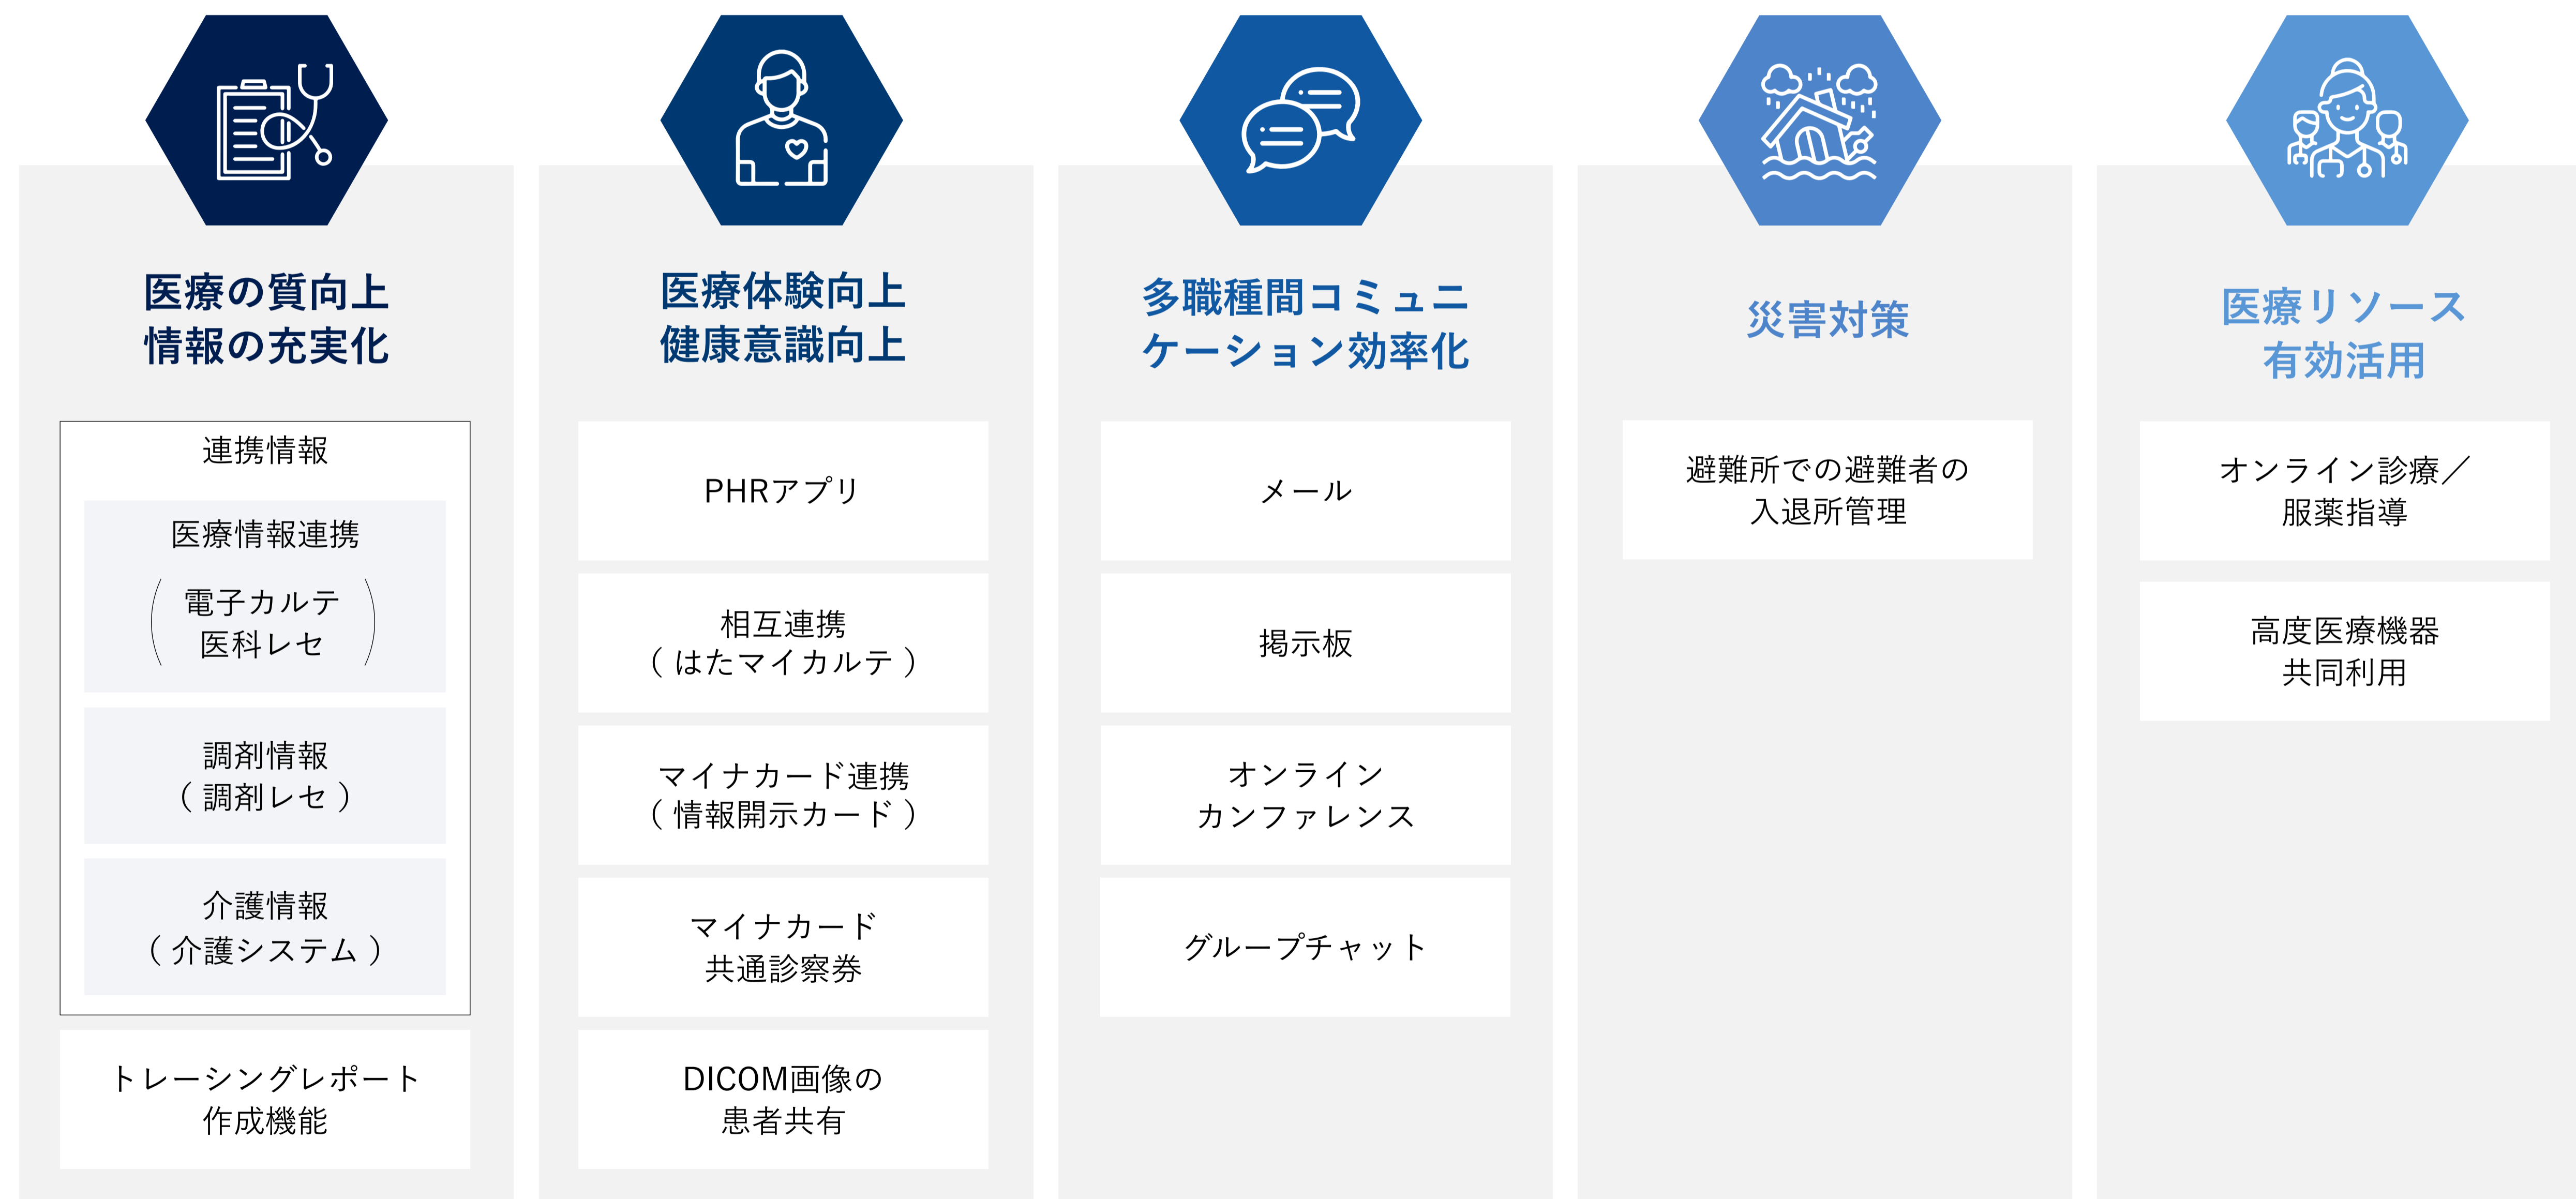 医療の質向上
情報の充実化
連携情報
医療情報連携
（電子カルテ
医科レセ）
調剤情報
（ 調剤レセ ）
介護情報
（ 介護システム ）
トレーシングレポート
作成機能
医療体験向上
健康意識向上
PHRアプリ
相互連携
（ はたマイカルテ ）
マイナカード連携
（ 情報開示カード ）
マイナカード
共通診察券
DICOM画像の
患者共有
多職種間コミュニ
ケーション効率化
メール
掲示板
オンライン
カンファレンス
グループチャット
災害対策
避難所での避難者の
入退所管理
医療リソース
有効活用
オンライン診療／
服薬指導
高度医療機器
共同利用